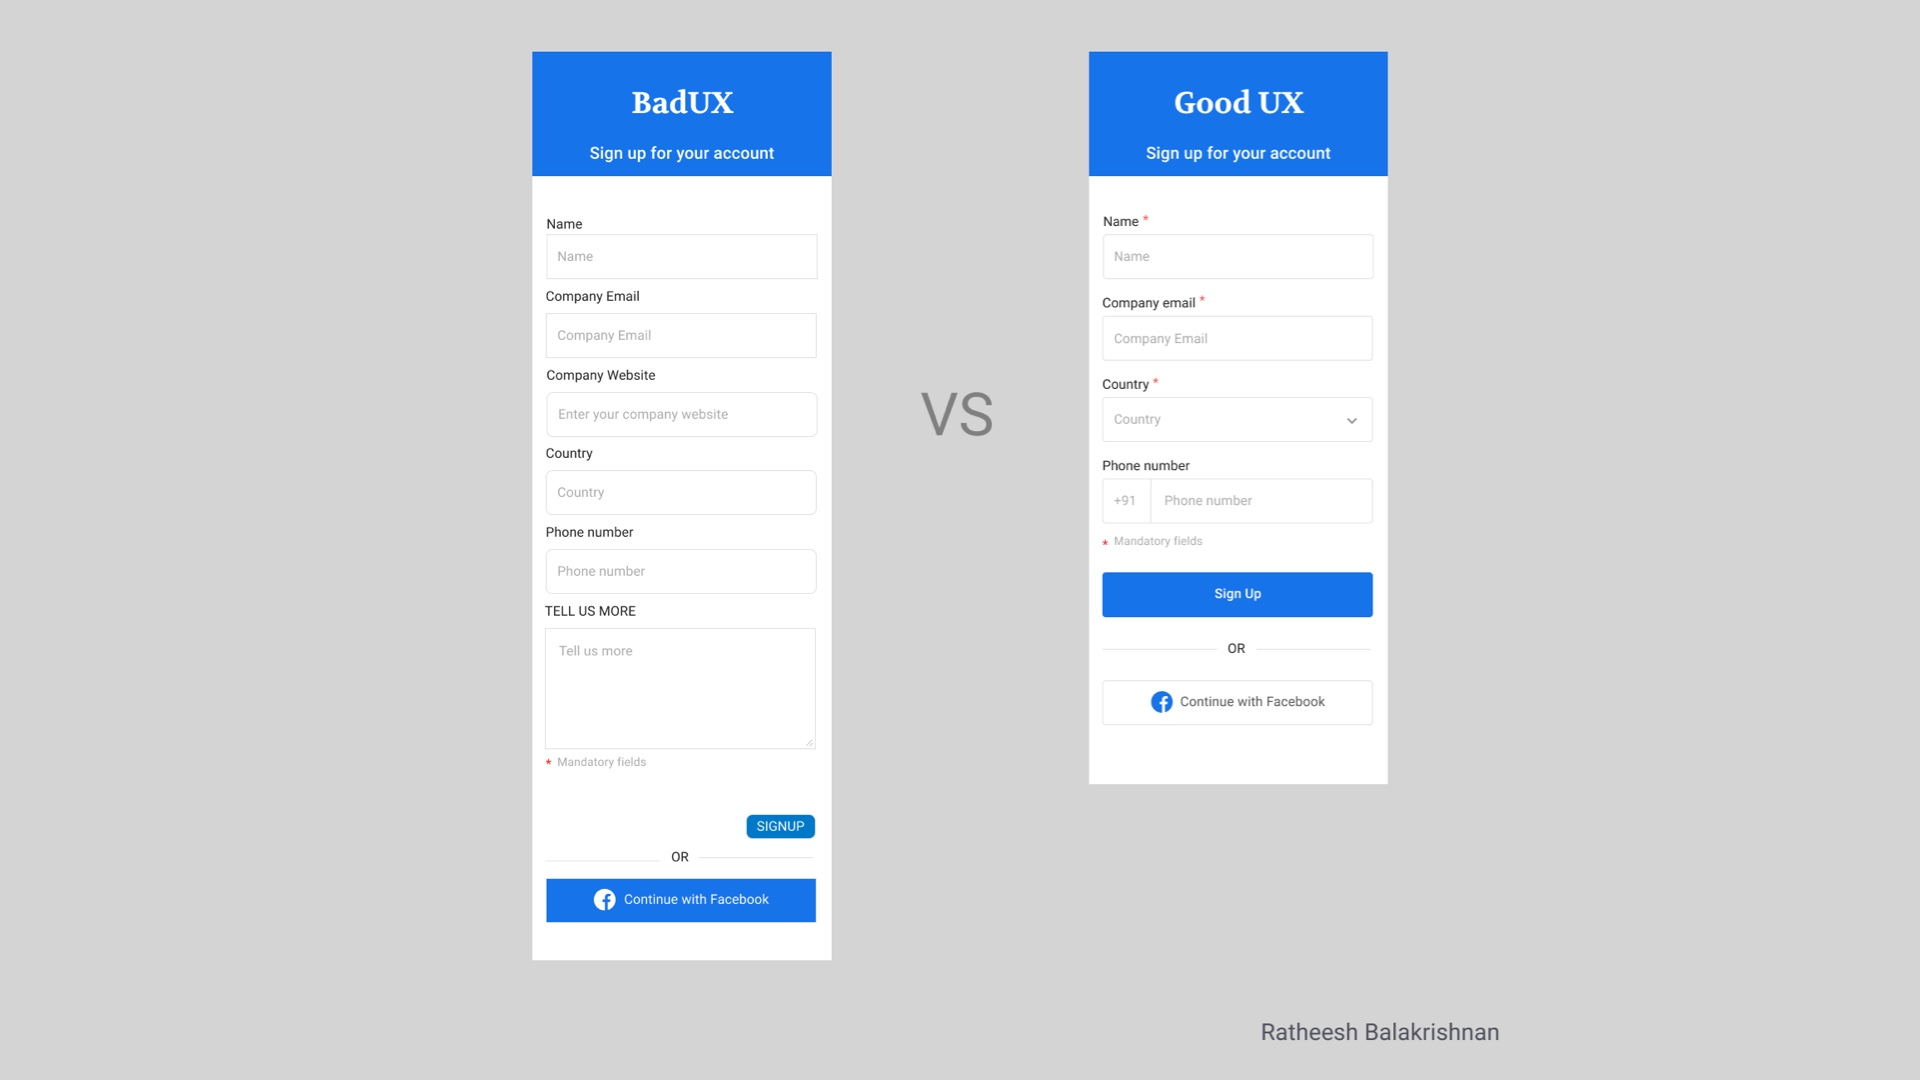 BadUX
Sign up for your account
Name
Name
Company Email
Company Email
Company Website
Enter your company website
Country
Country
Phone number
Phone number
TELL US MORE
Tell us more
* Mandatory fields
SIGNUP
OR
Continue with Facebook
VS
Good UX
Sign up for your account
Name *
Name
Company email *
Company Email
Country *
Country
Phone number
+91 Phone number
* Mandatory fields
Sign Up
OR
Continue with Facebook
Ratheesh Balakrishnan